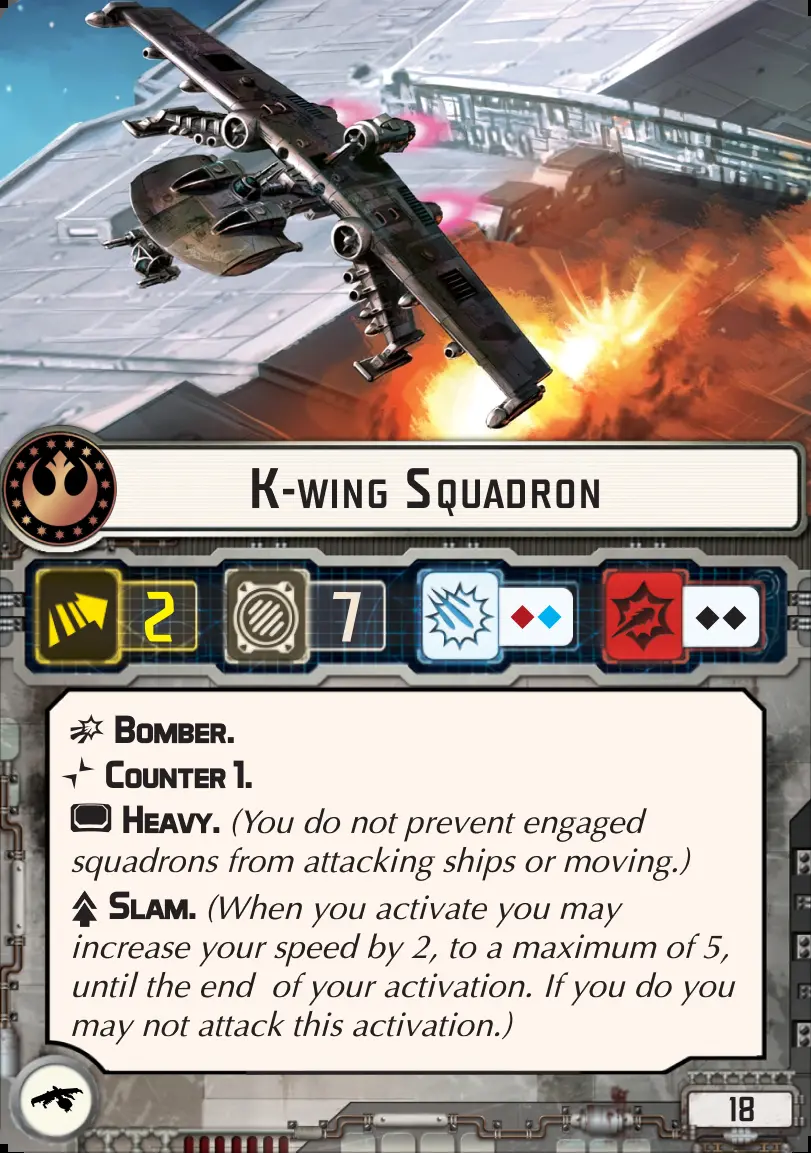 K-WING SQUADRON
2 7
BOMBER.
COUNTER 1.
HEAVY. (You do not prevent engaged
squadrons from attacking ships or moving.)
SLAM. (When you activate you may
increase your speed by 2, to a maximum of 5,
until the end of your activation. If you do you
may not attack this activation.)
18